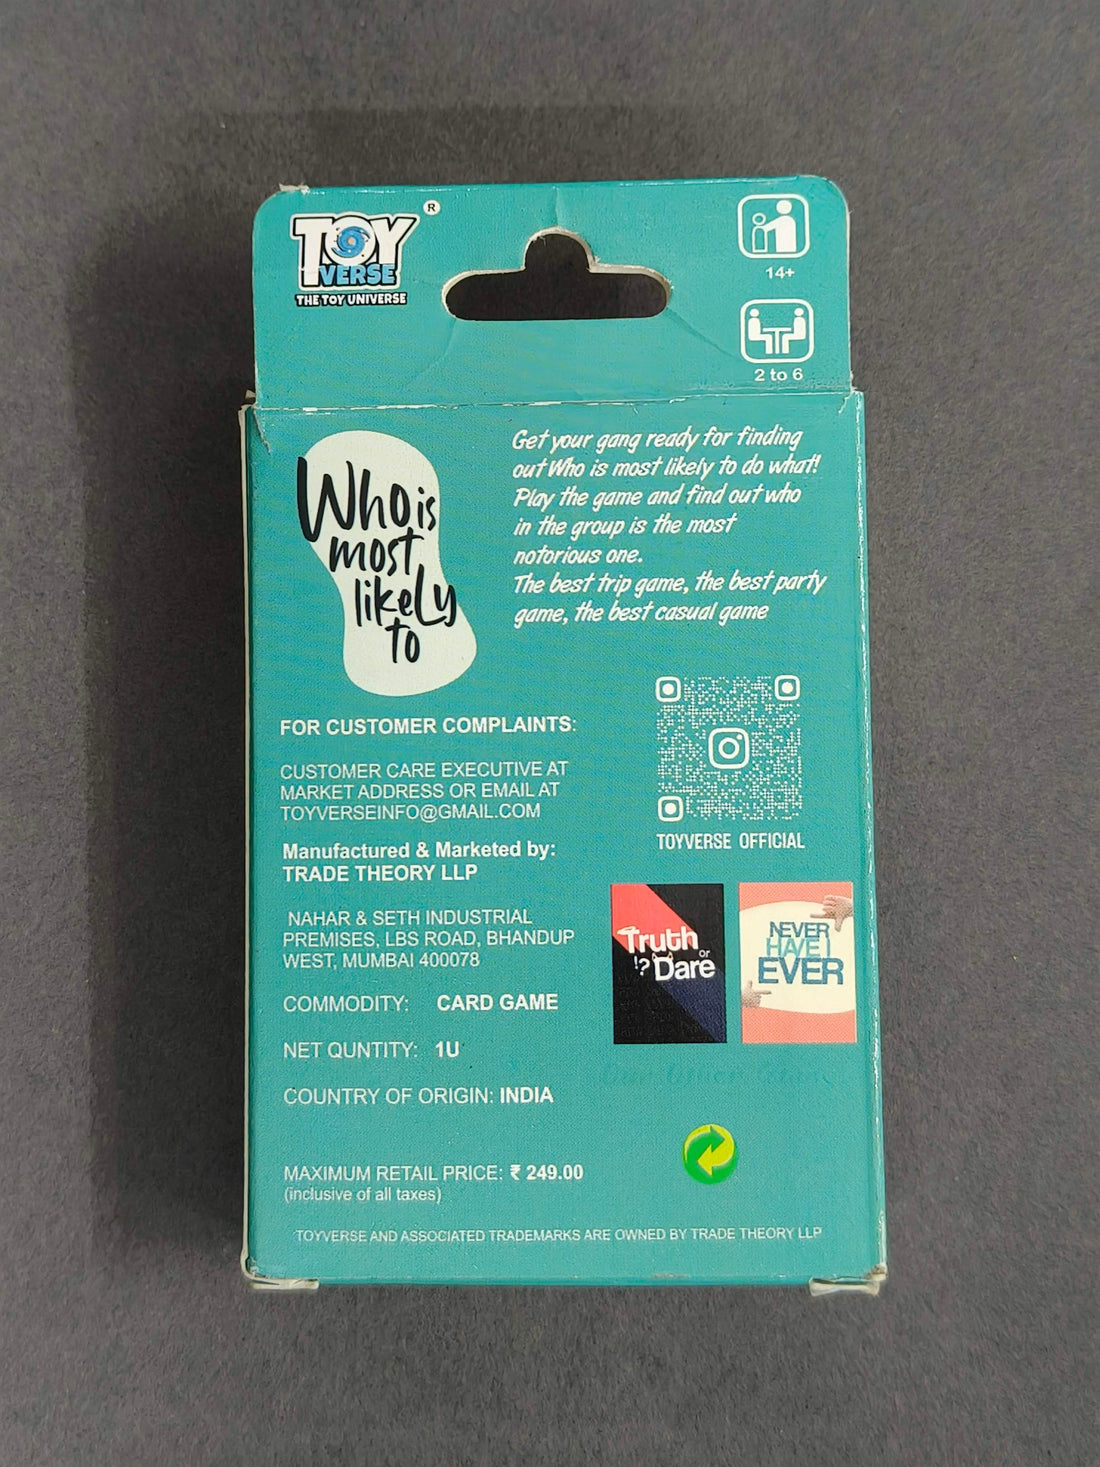 TOY
VERSE
THE TOY UNIVERSE
®
14+
2 to 6
Who is
most
likely
to
Get your gang ready for finding
out Who is most likely to do what!
Play the game and find out who
in the group is the most
notorious one.
The best trip game, the best party
game, the best casual game
FOR CUSTOMER COMPLAINTS:
CUSTOMER CARE EXECUTIVE AT
MARKET ADDRESS OR EMAIL AT
TOYVERSEINFO@GMAIL.COM
TOYVERSE OFFICIAL
Manufactured & Marketed by:
TRADE THEORY LLP
NAHAR & SETH INDUSTRIAL
PREMISES, LBS ROAD, BHANDUP
WEST, MUMBAI 400078
Truth
or
!? Dare
NEVER
HAVE I
EVER
COMMODITY: CARD GAME
NET QUNTITY: 1U
COUNTRY OF ORIGIN: INDIA
MAXIMUM RETAIL PRICE: ₹ 249.00
(inclusive of all taxes)
TOYVERSE AND ASSOCIATED TRADEMARKS ARE OWNED BY TRADE THEORY LLP